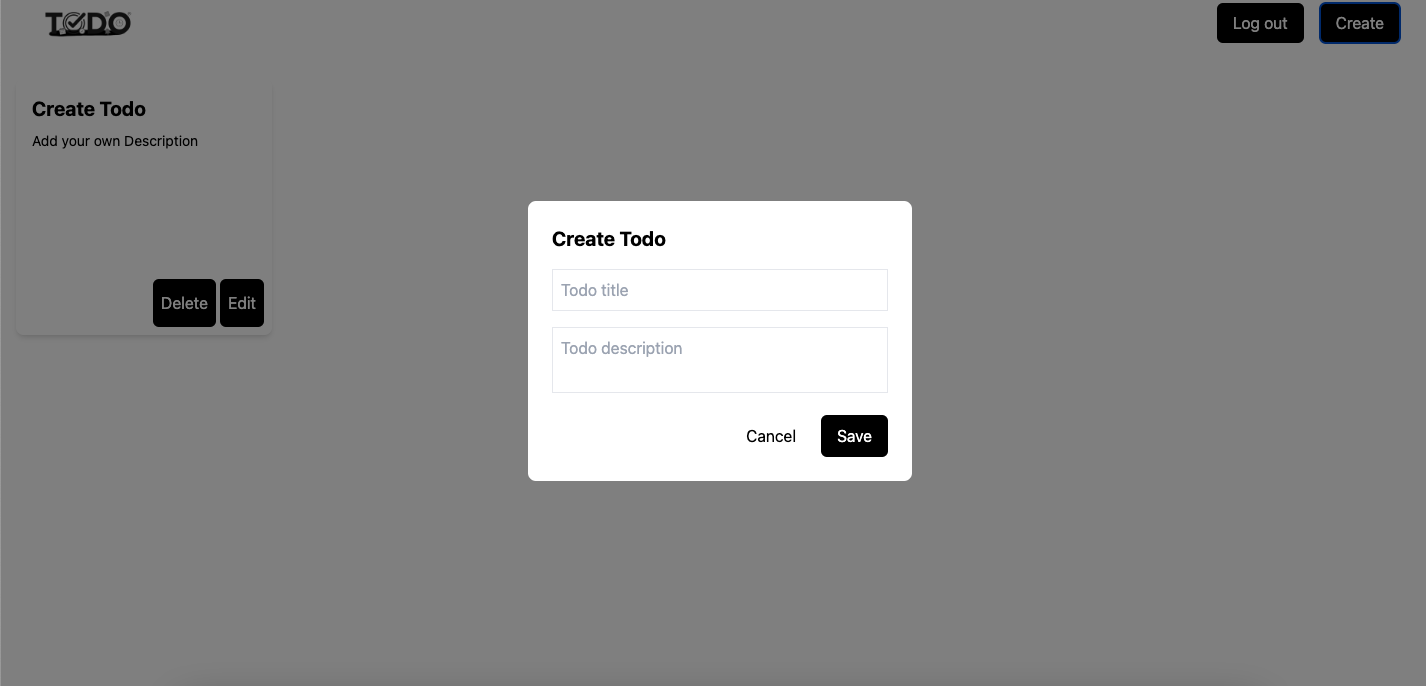 TODO
Log out
Create
Create Todo
Add your own Description
Delete
Edit
Create Todo
Todo title
Todo description
Cancel
Save